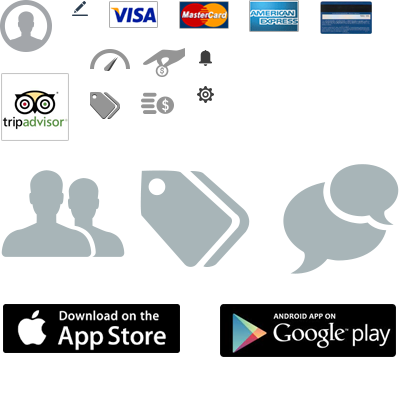 VISA
MasterCard
AMERICAN
EXPRESS
tripadvisor
Download on the
App Store
ANDROID APP ON
Google play